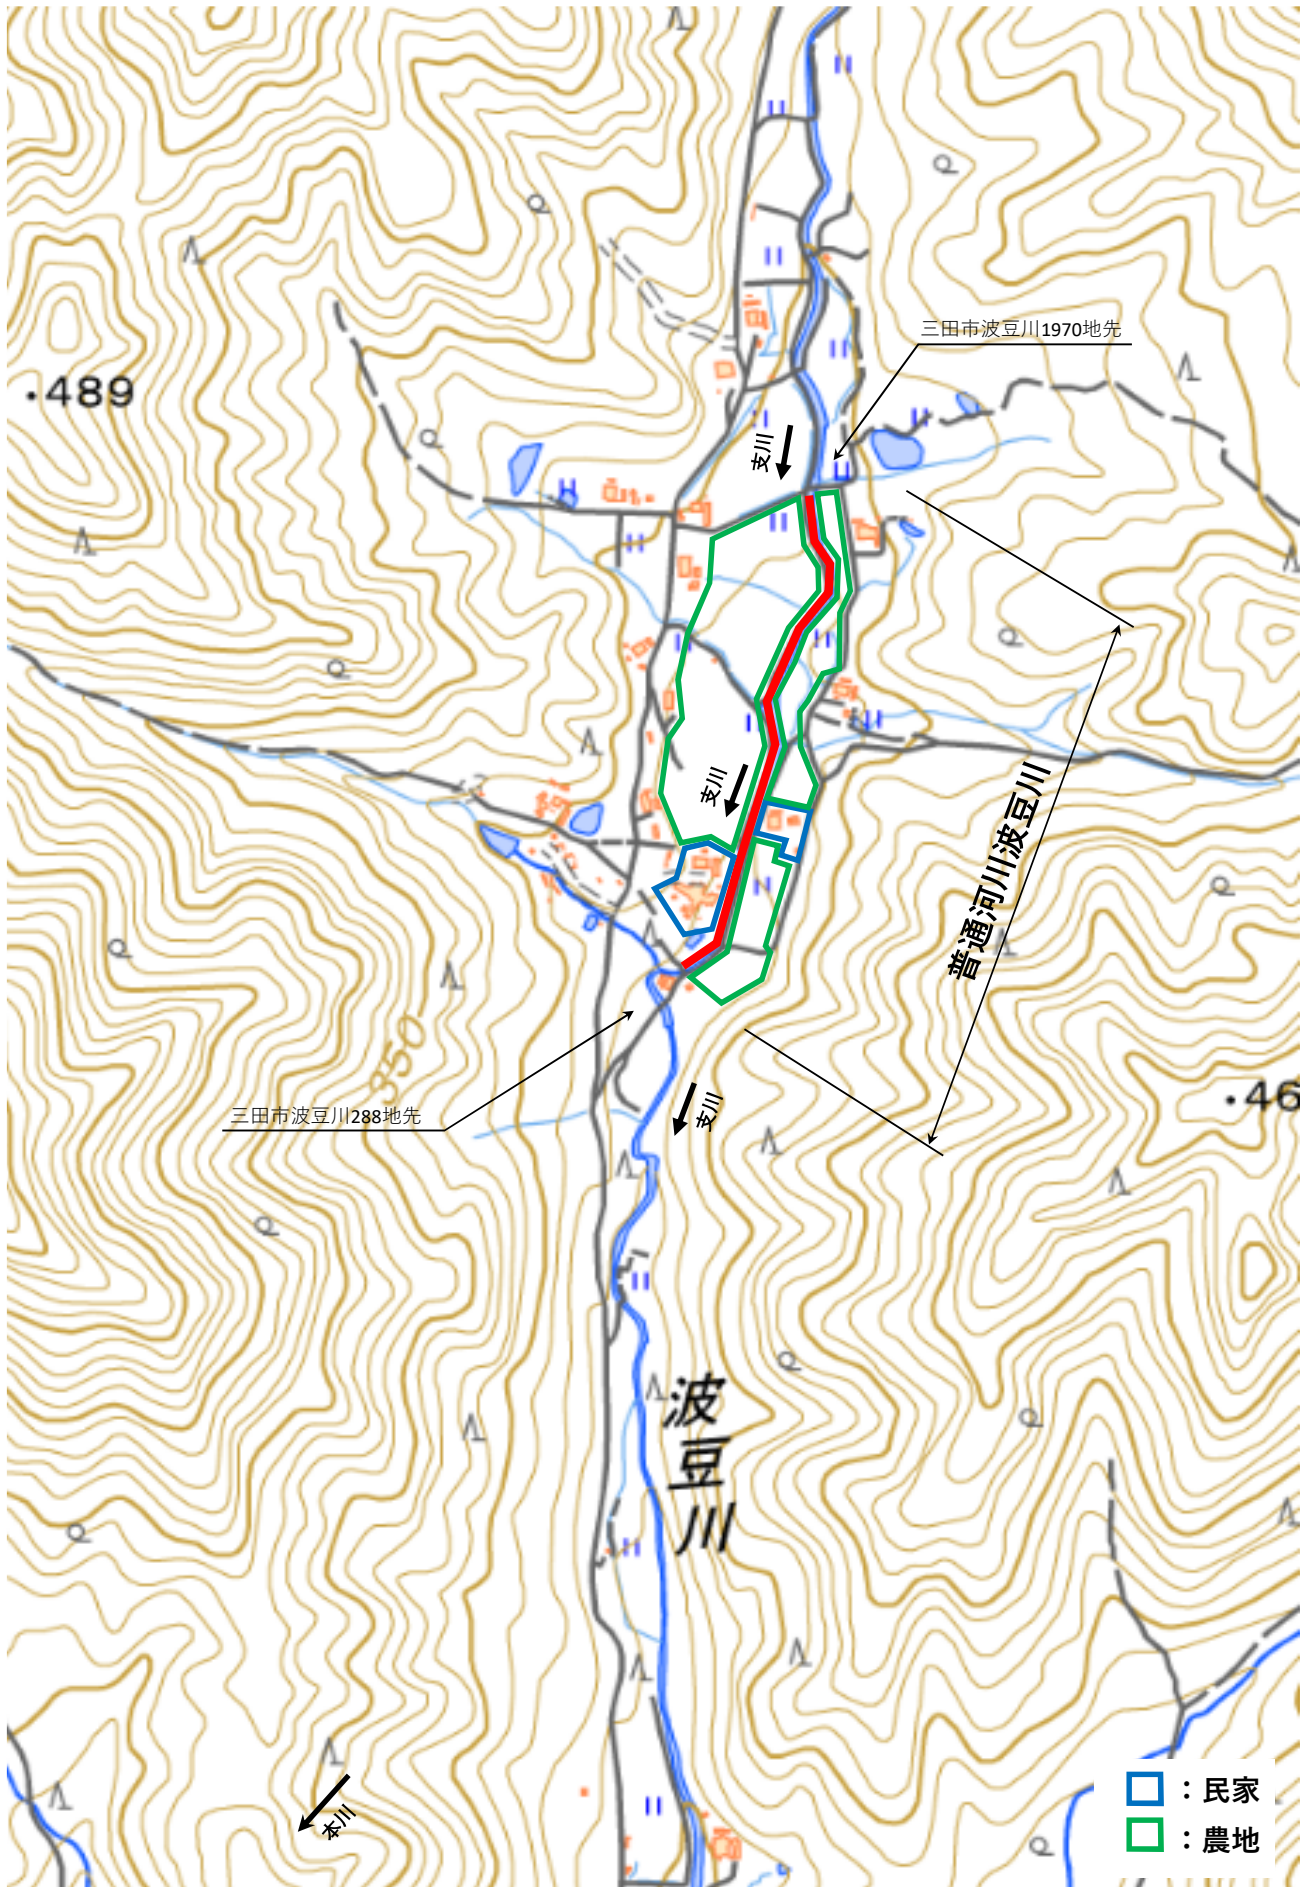 三田市波豆川1970地先
・489
支川
支川
普通河川波豆川
350
三田市波豆川288地先
・46
支川
波豆川
本川
：民家
：農地